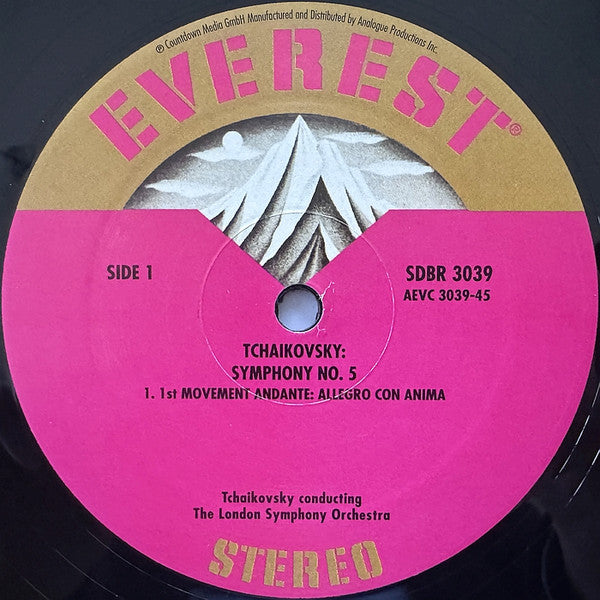 ℗ Countdown Media GmbH Manufactured and Distributed by Analogue Productions Inc.
EVEREST®
SIDE 1
SDBR 3039
AEVC 3039-45
TCHAIKOVSKY:
SYMPHONY NO. 5
1. 1st MOVEMENT ANDANTE: ALLEGRO CON ANIMA
Tchaikovsky conducting
The London Symphony Orchestra
STEREO